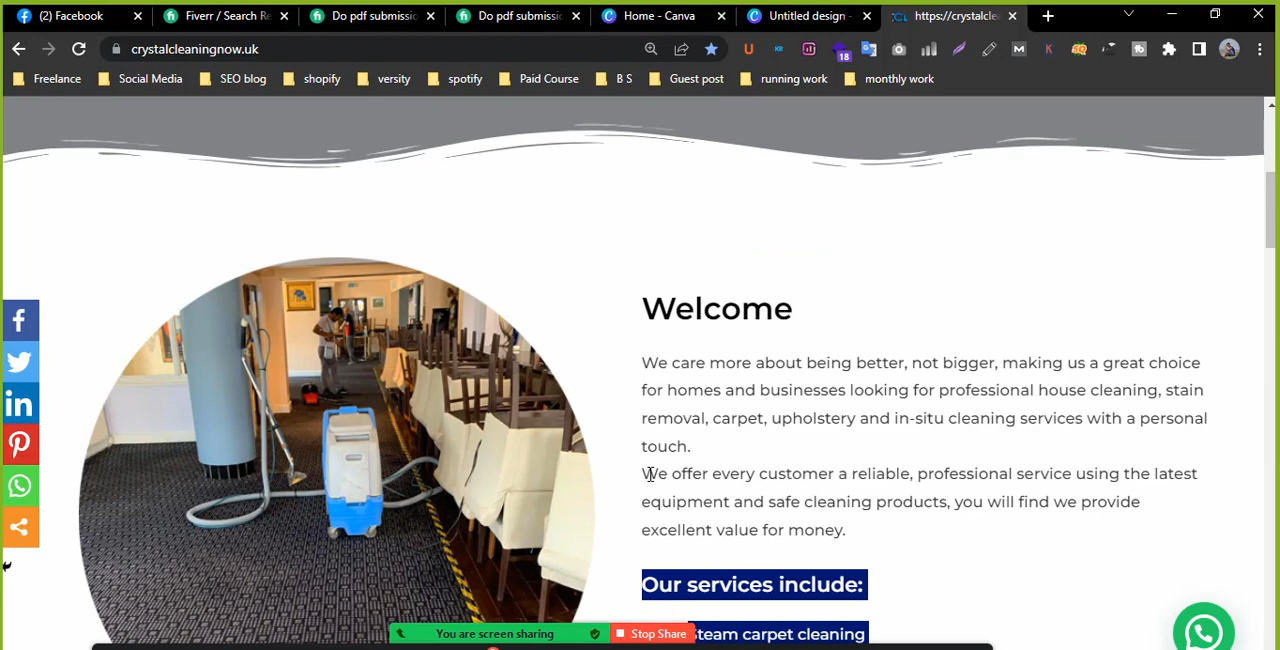 (2) Facebook
Fiverr / Search Re
Do pdf submissic
Do pdf submissic
Home - Canva
Untitled design -
https://crystalclea
crystalcleaningnow.uk
18
Freelance
Social Media
SEO blog
shopify
versity
spotify
Paid Course
B S
Guest post
running work
monthly work
Welcome
We care more about being better, not bigger, making us a great choice
for homes and businesses looking for professional house cleaning, stain
removal, carpet, upholstery and in-situ cleaning services with a personal
touch.
We offer every customer a reliable, professional service using the latest
equipment and safe cleaning products, you will find we provide
excellent value for money.
Our services include:
Steam carpet cleaning
You are screen sharing
Stop Share